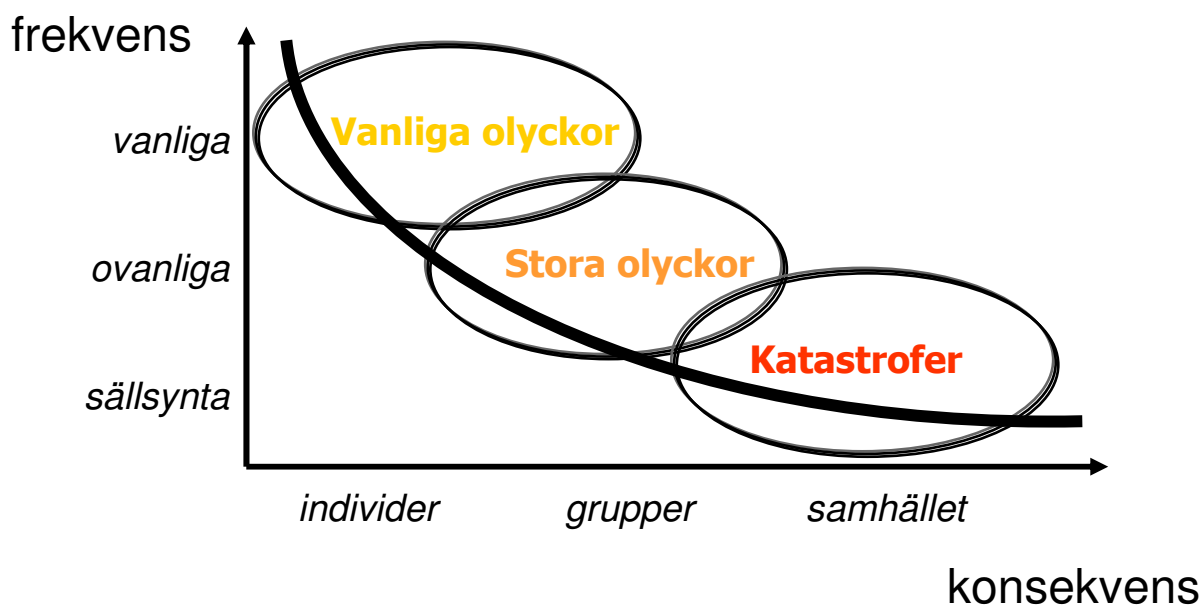 frekvens
vanliga
Vanliga olyckor
ovanliga
Stora olyckor
Katastrofer
sällsynta
individer grupper samhället
konsekvens